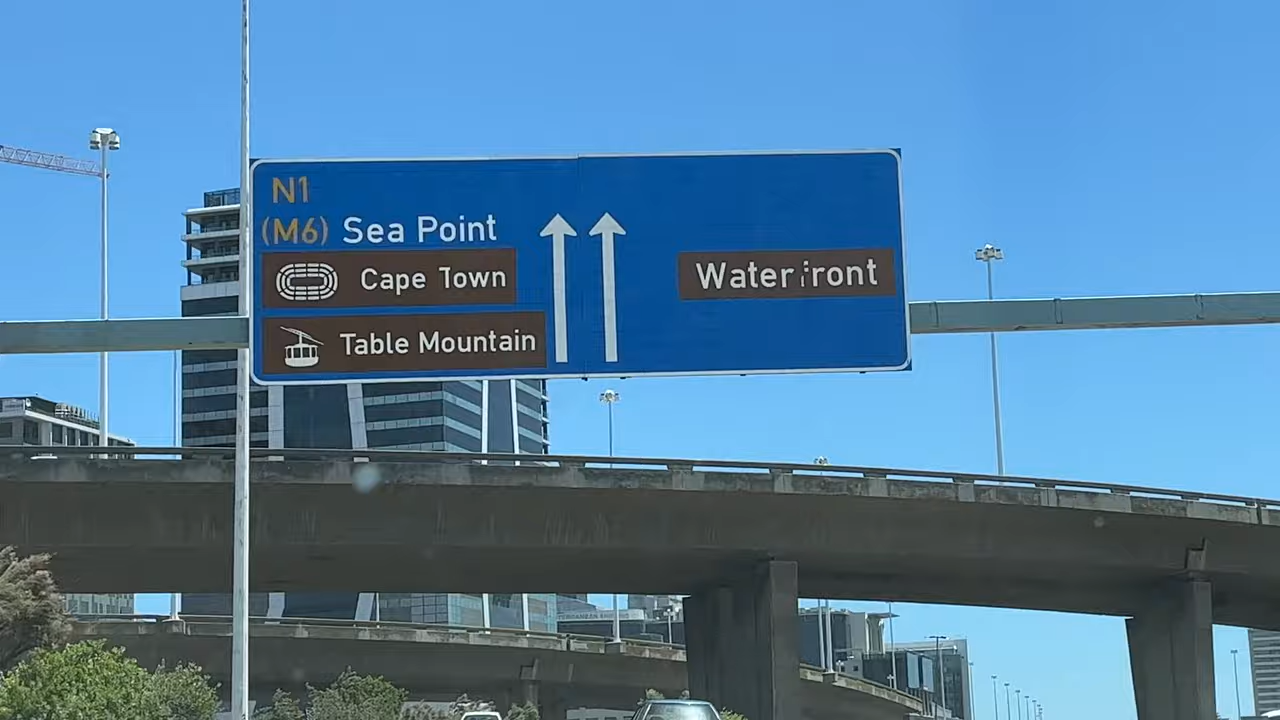 N1
(M6) Sea Point
Cape Town
Table Mountain
Waterfront